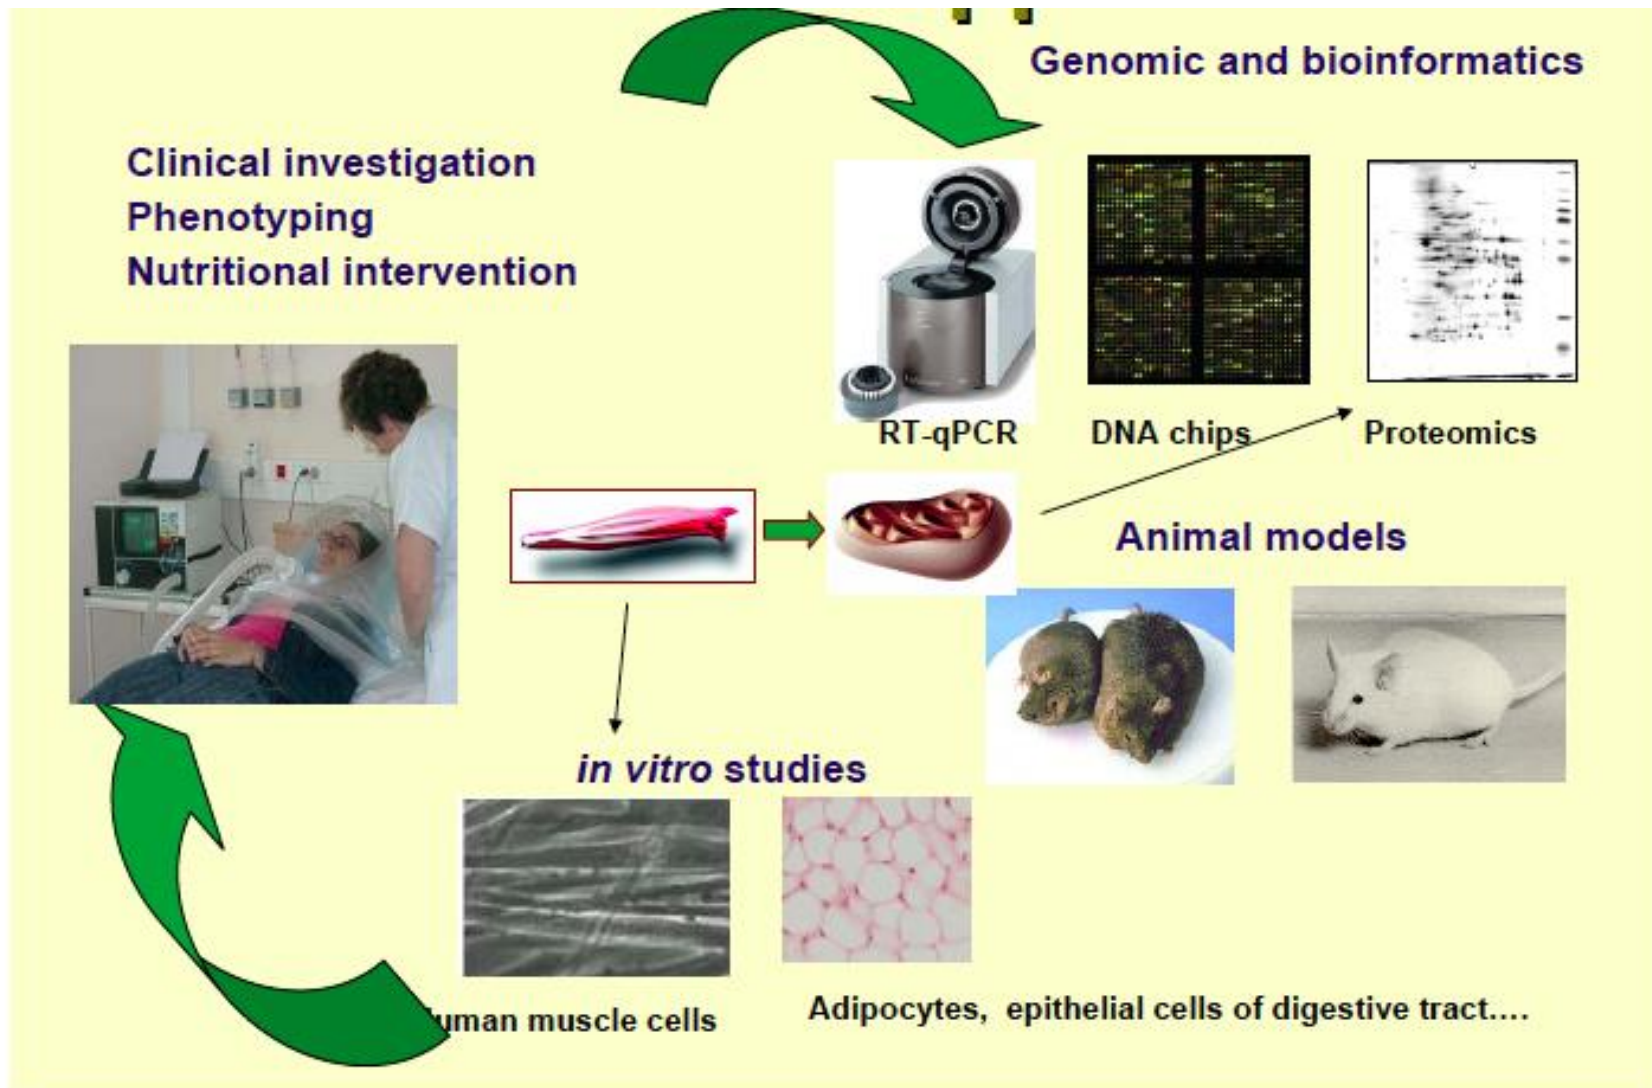 Genomic and bioinformatics
Clinical investigation
Phenotyping
Nutritional intervention
RT-qPCR
DNA chips
Proteomics
Animal models
in vitro studies
uman muscle cells
Adipocytes, epithelial cells of digestive tract....